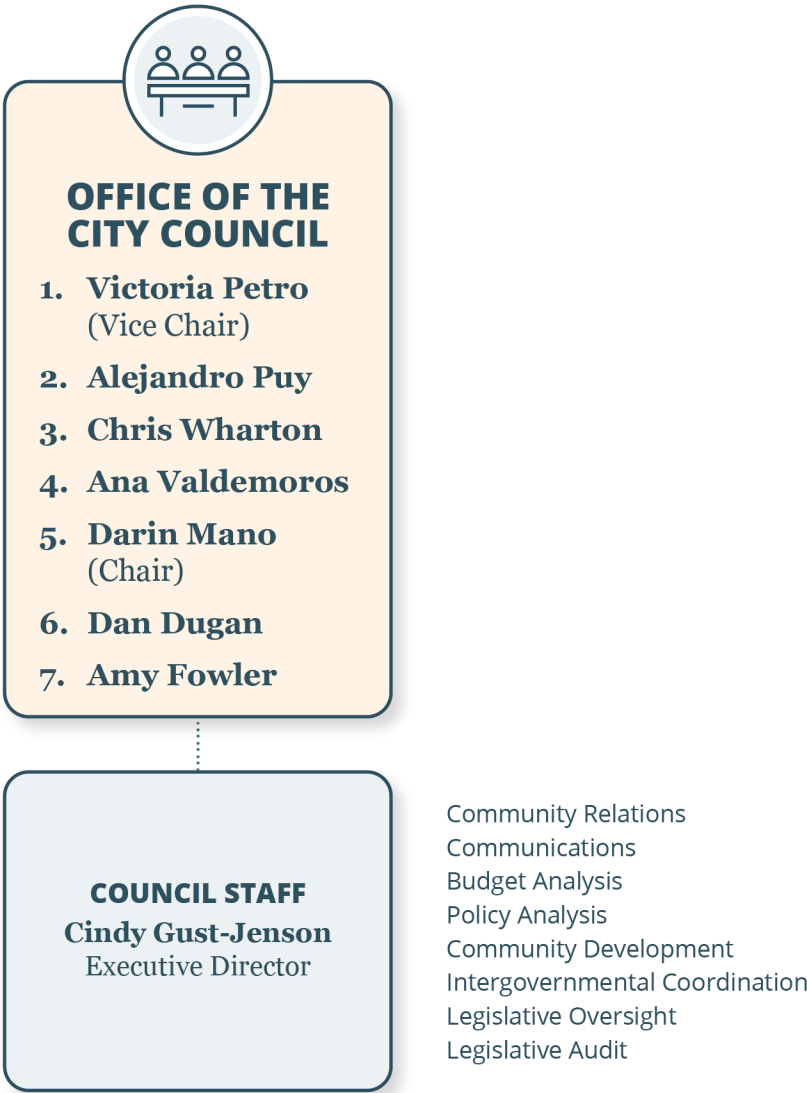 OFFICE OF THE
CITY COUNCIL
1. Victoria Petro
(Vice Chair)
2. Alejandro Puy
3. Chris Wharton
4. Ana Valdemoros
5. Darin Mano
(Chair)
6. Dan Dugan
7. Amy Fowler
COUNCIL STAFF
Cindy Gust-Jenson
Executive Director
Community Relations
Communications
Budget Analysis
Policy Analysis
Community Development
Intergovernmental Coordination
Legislative Oversight
Legislative Audit